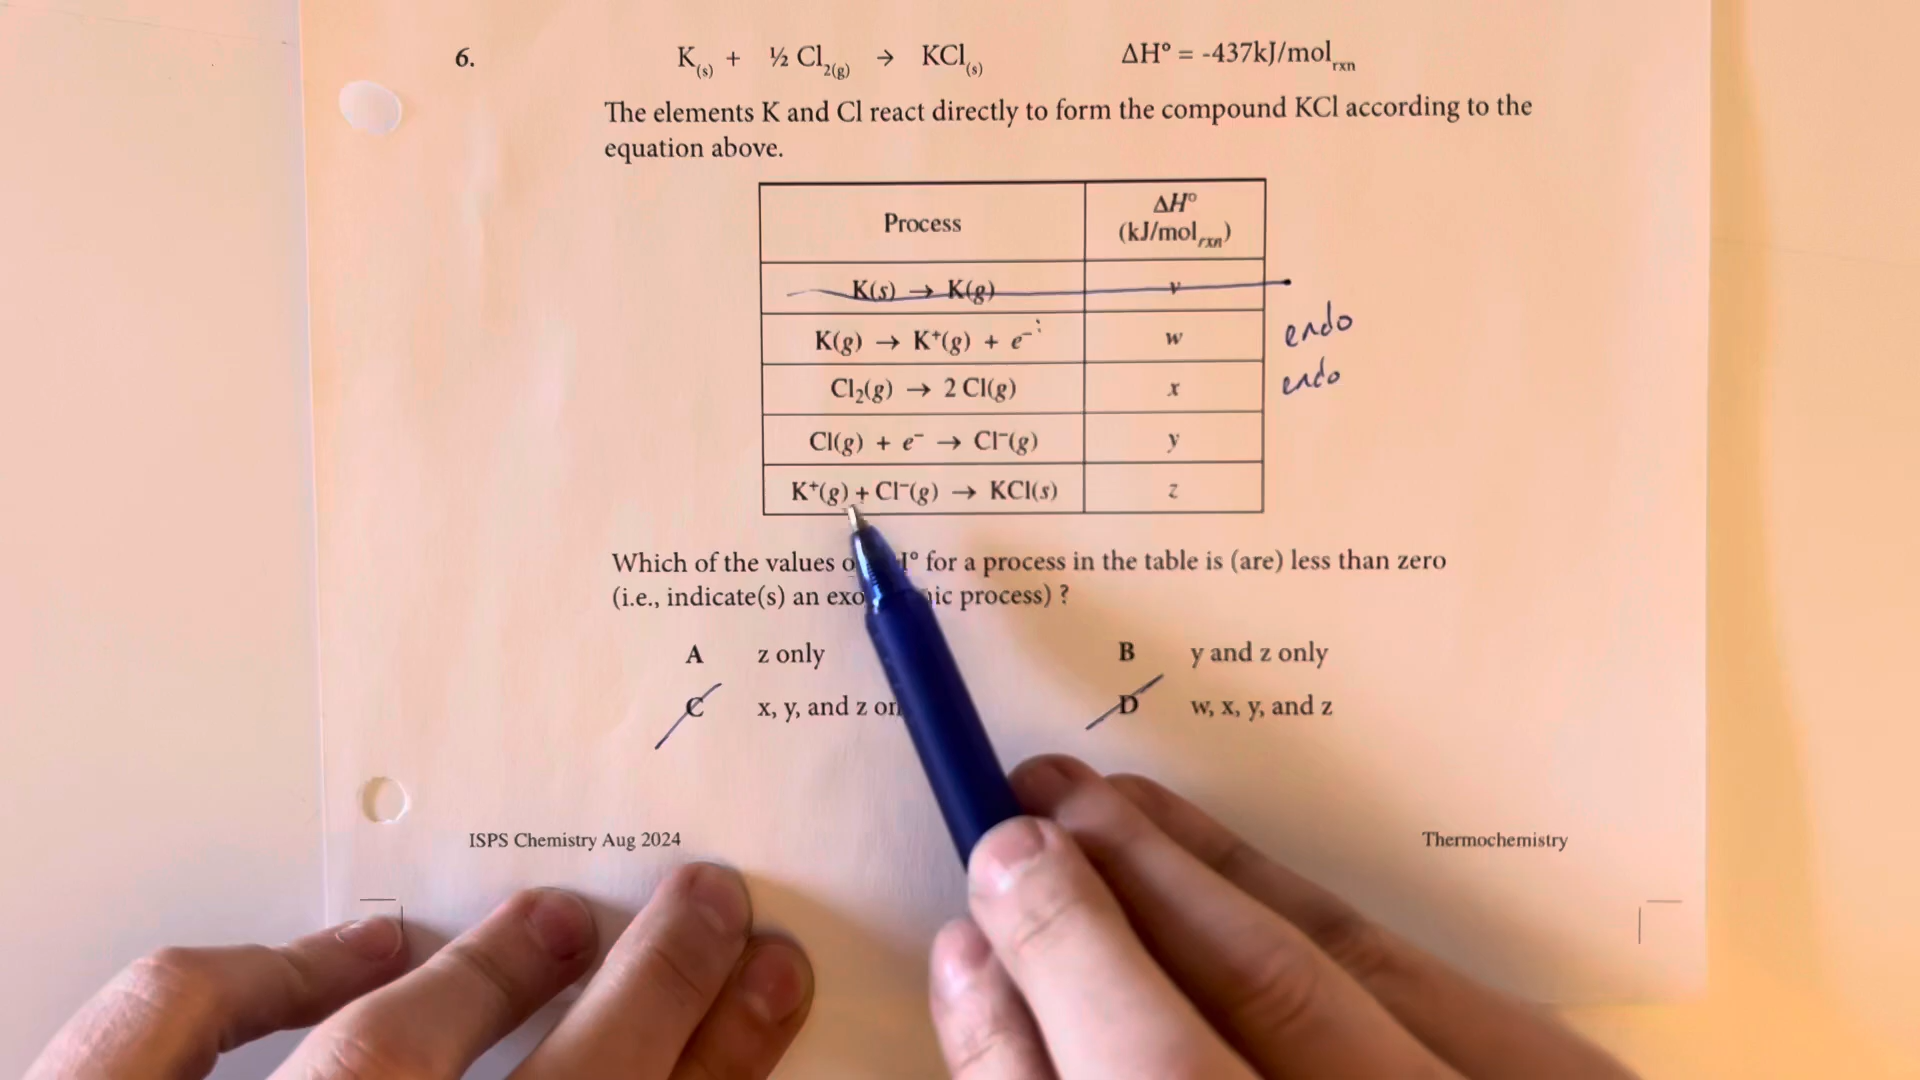 6. K(s) + ½ Cl2(g) → KCl(s) ΔH° = -437kJ/molrxn
The elements K and Cl react directly to form the compound KCl according to the
equation above.
Process ΔH° (kJ/molrxn)
K(s) → K(g) v
K(g) → K⁺(g) + e⁻ w endo
Cl₂(g) → 2 Cl(g) x endo
Cl(g) + e⁻ → Cl⁻(g) y
K⁺(g) + Cl⁻(g) → KCl(s) z
Which of the values for a process in the table is (are) less than zero
(i.e., indicate(s) an process) ?
A z only B y and z only
C x, y, and z D w, x, y, and z
ISPS Chemistry Aug 2024 Thermochemistry